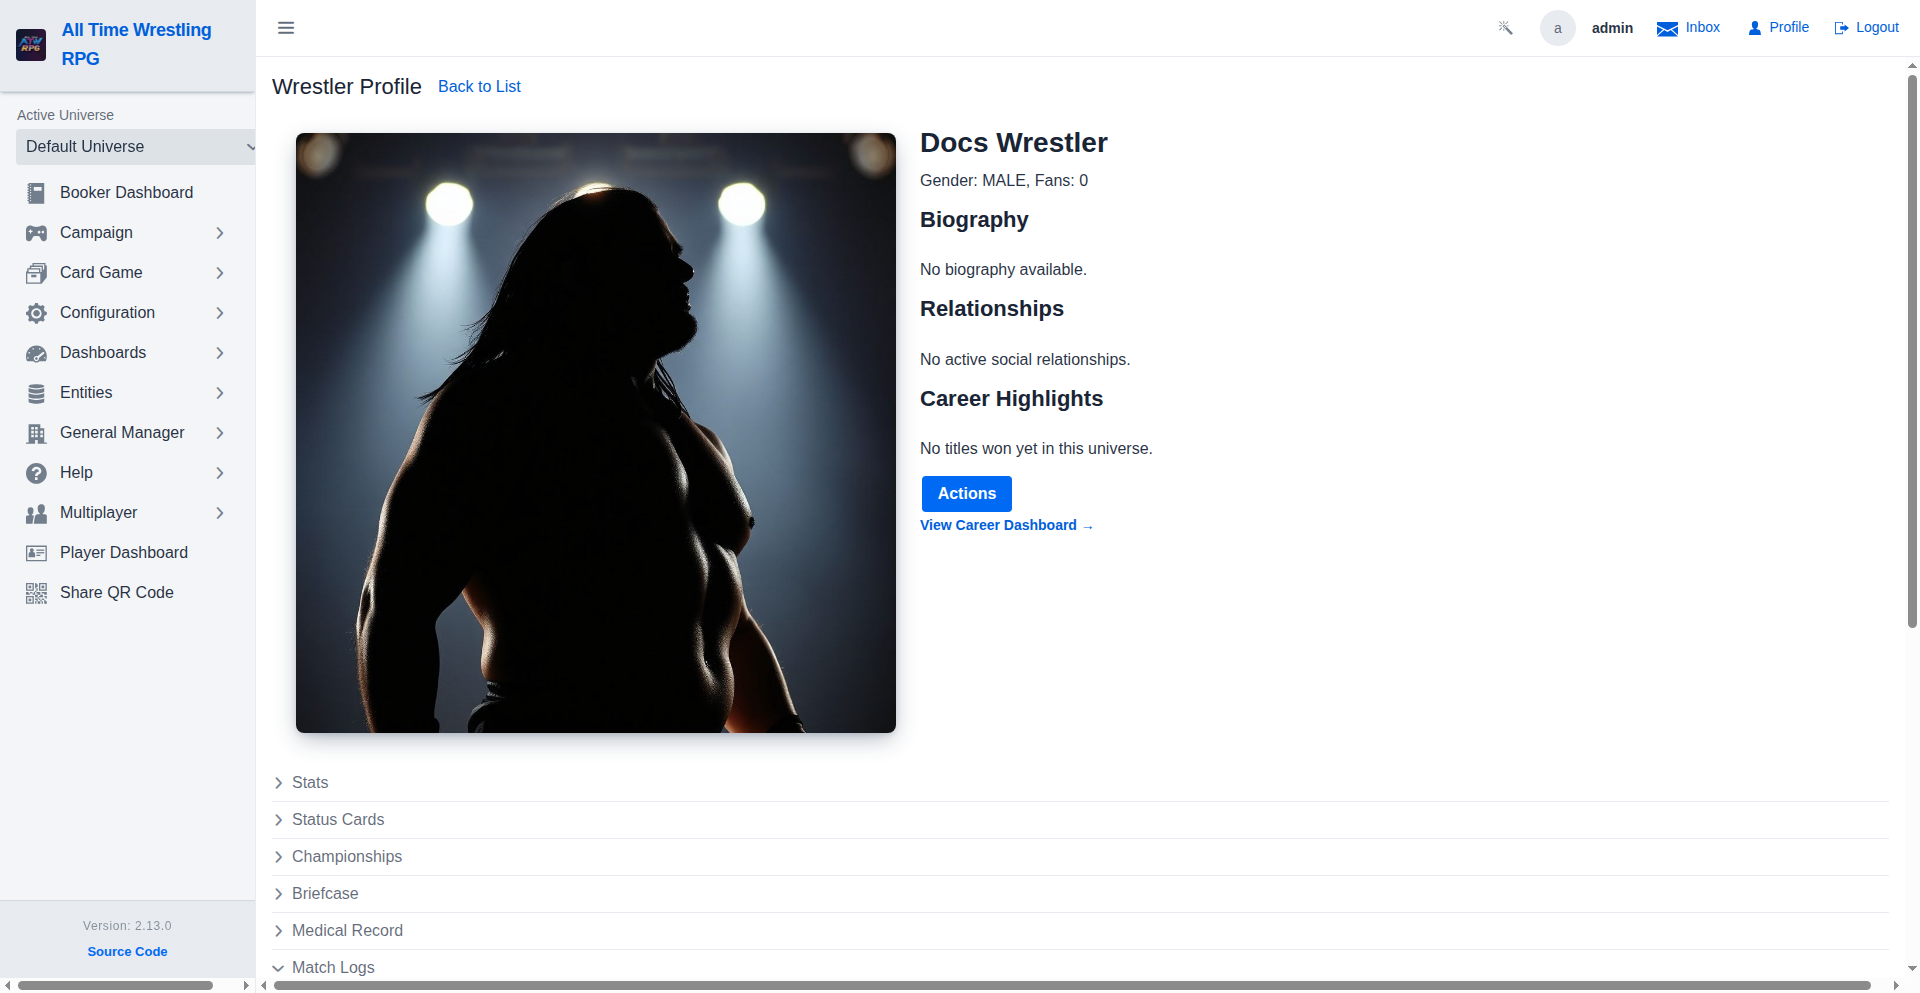 All Time Wrestling
RPG
Active Universe
Default Universe
Booker Dashboard
Campaign
Card Game
Configuration
Dashboards
Entities
General Manager
Help
Multiplayer
Player Dashboard
Share QR Code
Version: 2.13.0
Source Code
a admin Inbox Profile Logout
Wrestler Profile Back to List
Docs Wrestler
Gender: MALE, Fans: 0
Biography
No biography available.
Relationships
No active social relationships.
Career Highlights
No titles won yet in this universe.
Actions
View Career Dashboard →
Stats
Status Cards
Championships
Briefcase
Medical Record
Match Logs